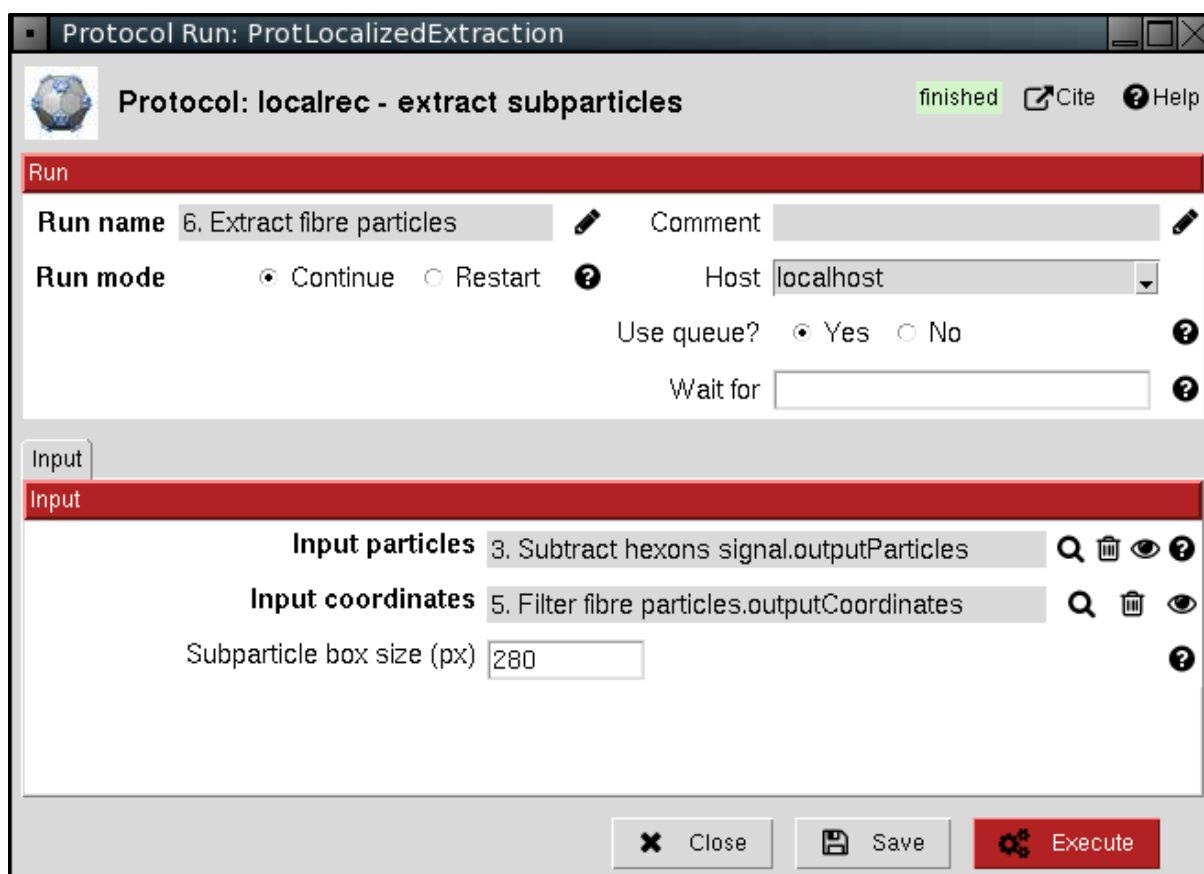 Protocol Run: ProtLocalizedExtraction
Protocol: localrec - extract subparticles finished Cite Help
Run
Run name 6. Extract fibre particles Comment
Run mode Continue Restart Host localhost
Use queue? Yes No
Wait for
Input
Input
Input particles 3. Subtract hexons signal.outputParticles
Input coordinates 5. Filter fibre particles.outputCoordinates
Subparticle box size (px) 280
Close Save Execute